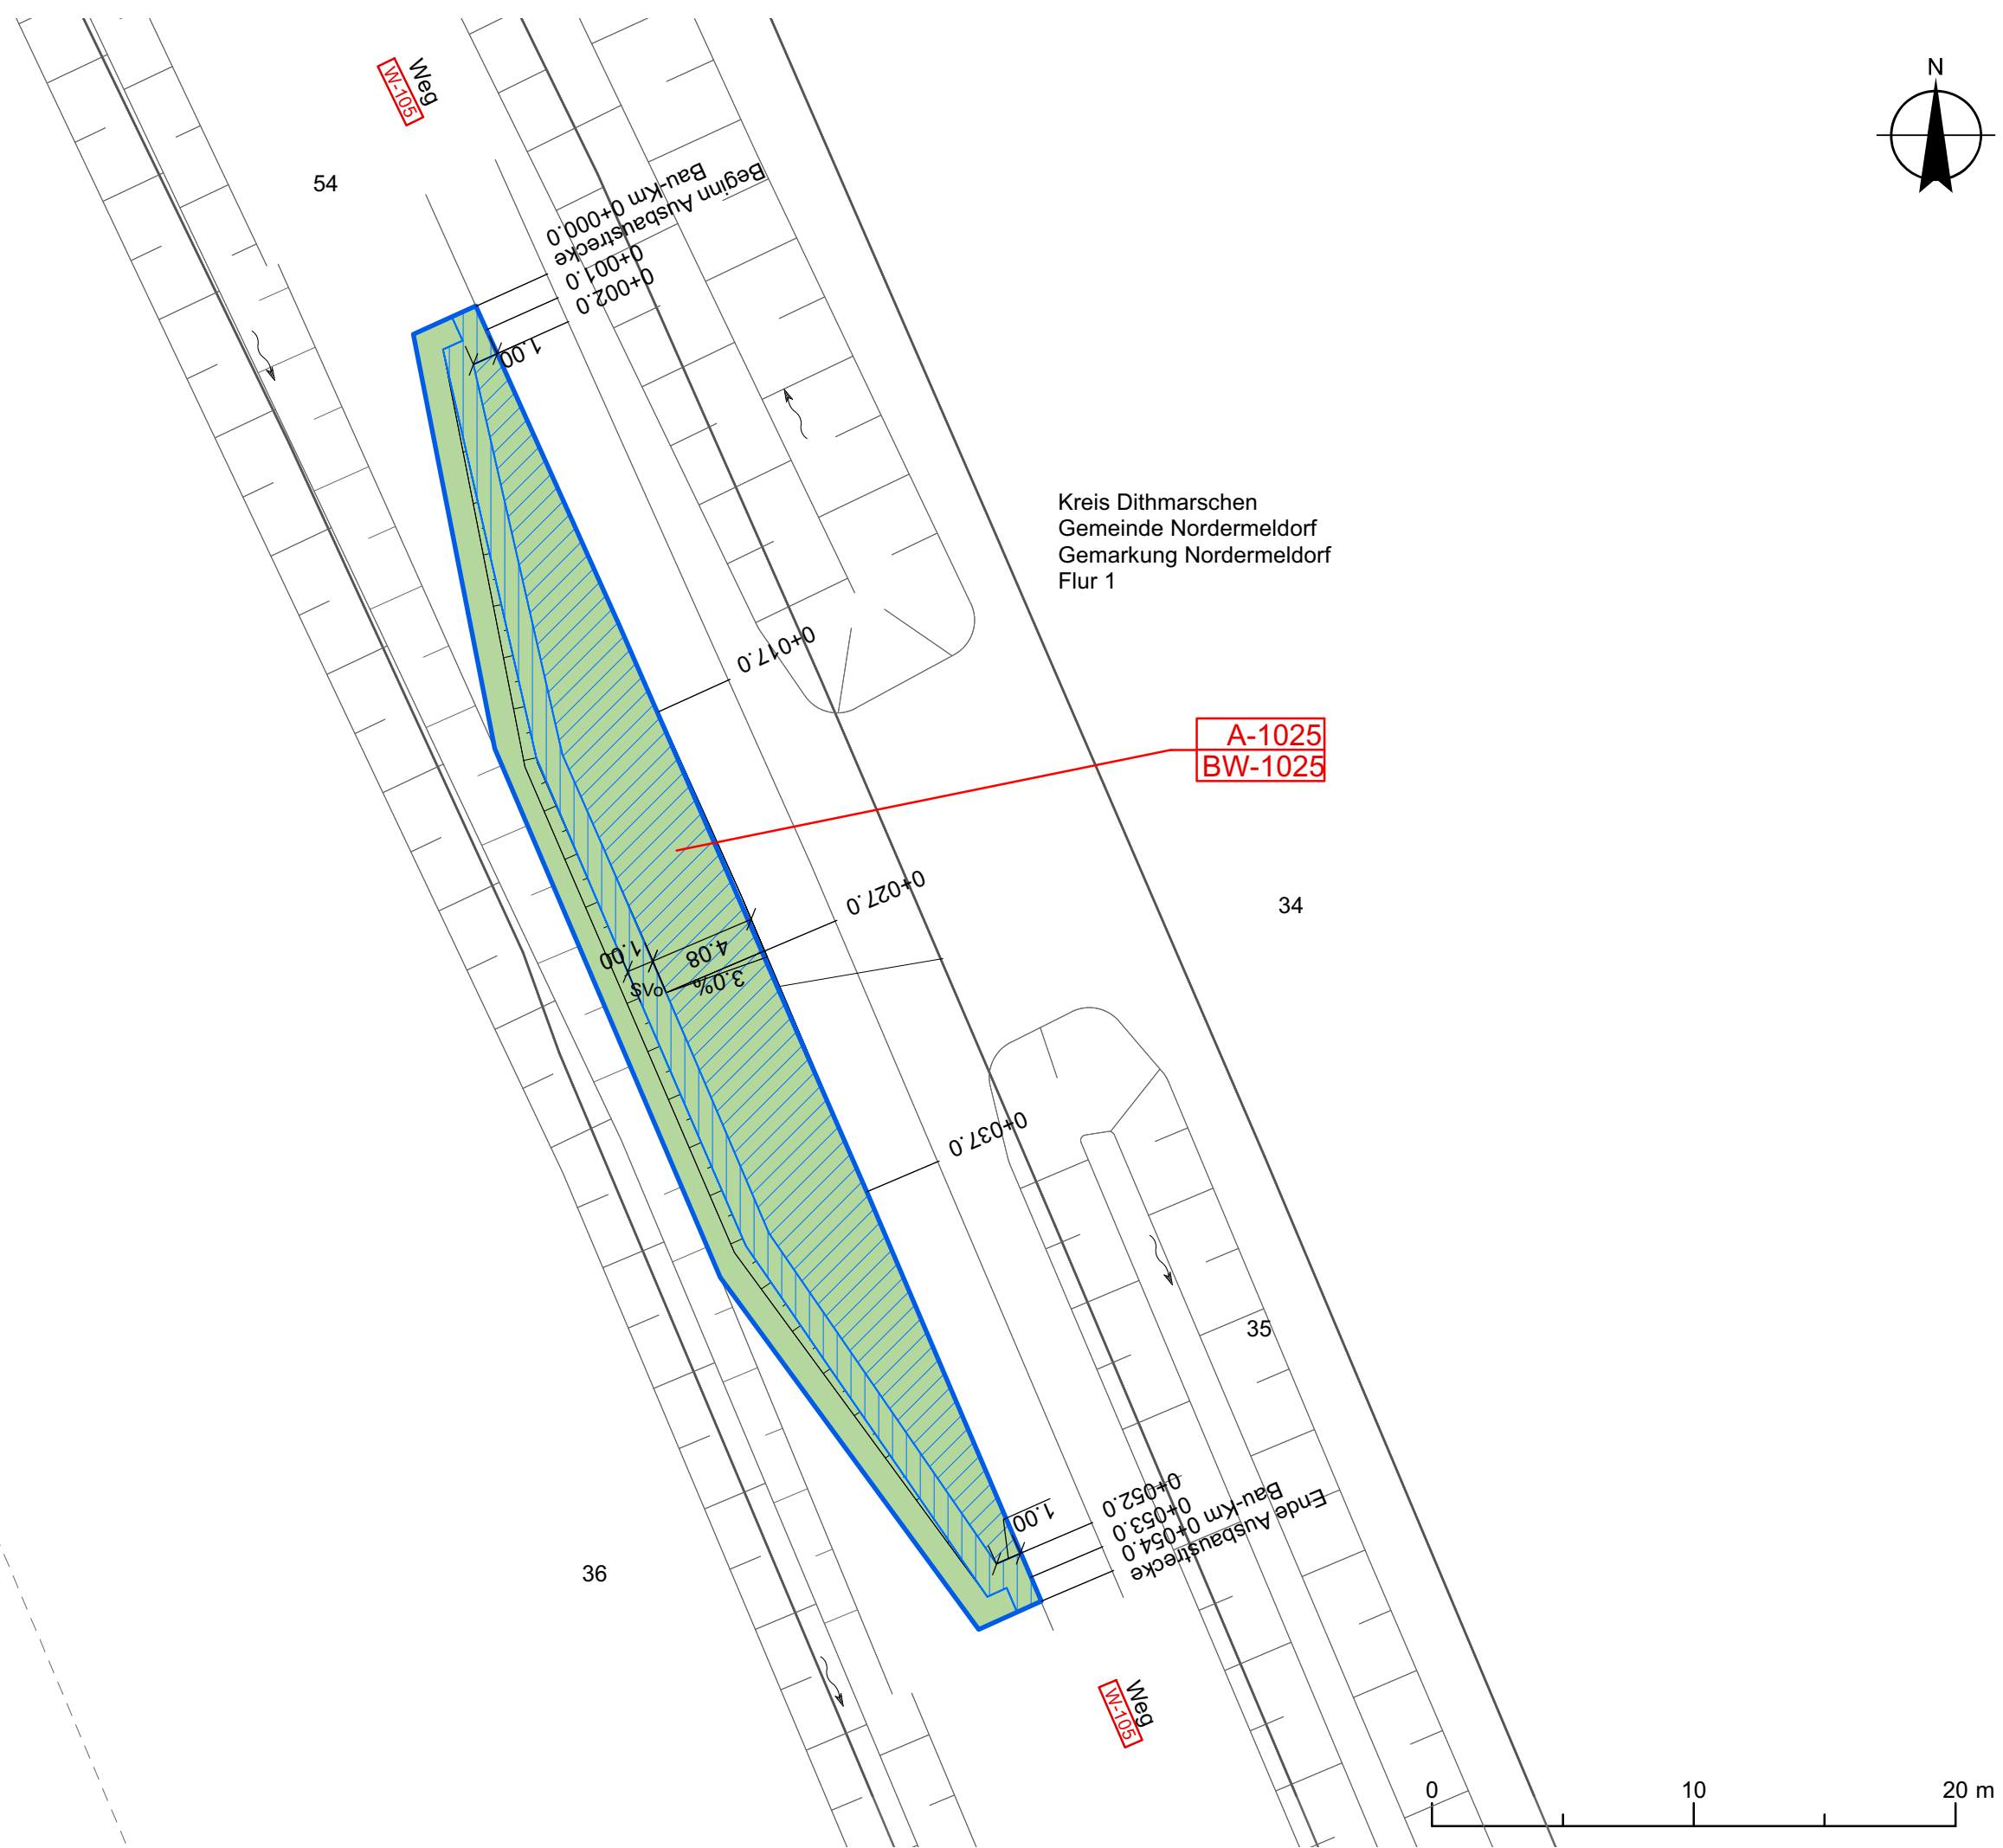 N
Weg
W-105
54
Bau-Km 0+000.0
Beginn Ausbaustrecke
0+001.0
0+002.0
1.00
Kreis Dithmarschen
Gemeinde Nordermeldorf
Gemarkung Nordermeldorf
Flur 1
0+017.0
A-1025
BW-1025
0+027.0
34
1.00
4.08
3.0%
SVo
0+037.0
35
0+052.0
0+053.0
Bau-Km 0+054.0
Ende Ausbaustrecke
1.00
36
Weg
W-105
0 10 20 m